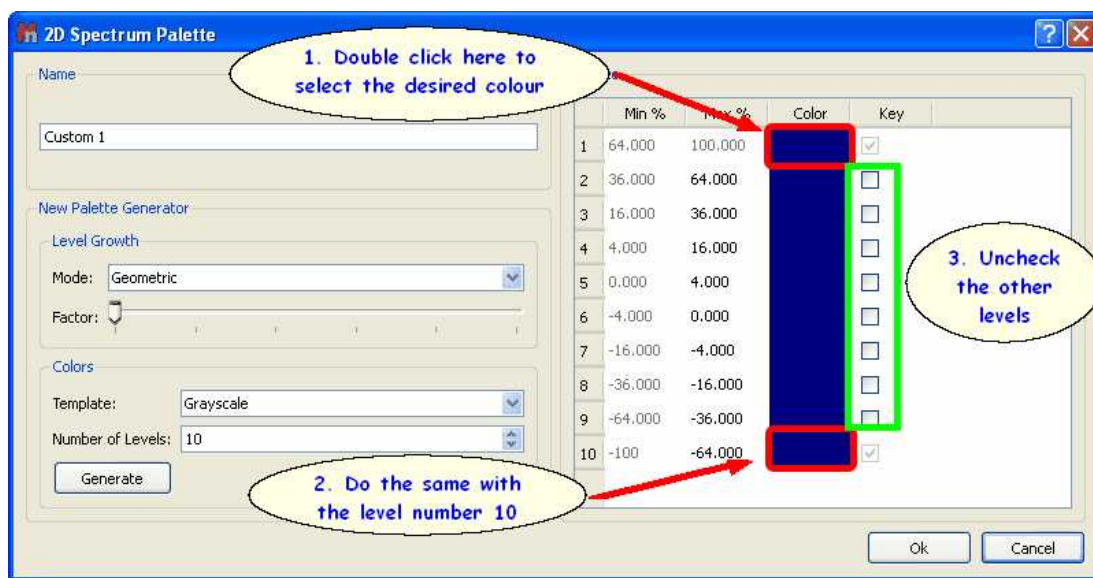 2D Spectrum Palette
1. Double click here to
select the desired colour
Name
Custom 1
New Palette Generator
Level Growth
Mode: Geometric
Factor:
Colors
Template: Grayscale
Number of Levels: 10
Generate
2. Do the same with
the level number 10
Min % Max % Color Key
1 64.000 100.000
2 36.000 64.000
3 16.000 36.000
4 4.000 16.000
5 0.000 4.000
6 -4.000 0.000
7 -16.000 -4.000
8 -36.000 -16.000
9 -64.000 -36.000
10 -100 -64.000
3. Uncheck
the other
levels
Ok Cancel